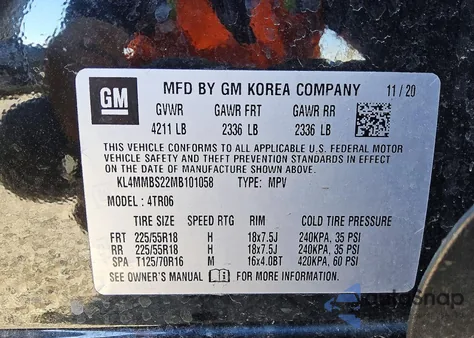 GM
MFD BY GM KOREA COMPANY 11/20
GVWR GAWR FRT GAWR RR
4211 LB 2336 LB 2336 LB
THIS VEHICLE CONFORMS TO ALL APPLICABLE U.S. FEDERAL MOTOR
VEHICLE SAFETY AND THEFT PREVENTION STANDARDS IN EFFECT
ON THE DATE OF MANUFACTURE SHOWN ABOVE.
KL4MMBS22MB101058 TYPE: MPV
MODEL: 4TR06
TIRE SIZE SPEED RTG RIM COLD TIRE PRESSURE
FRT 225/55R18 H 18x7.5J 240KPA, 35 PSI
RR 225/55R18 H 18x7.5J 240KPA, 35 PSI
SPA T125/70R16 M 16x4.0BT 420KPA, 60 PSI
SEE OWNER'S MANUAL FOR MORE INFORMATION.
AutoSnap